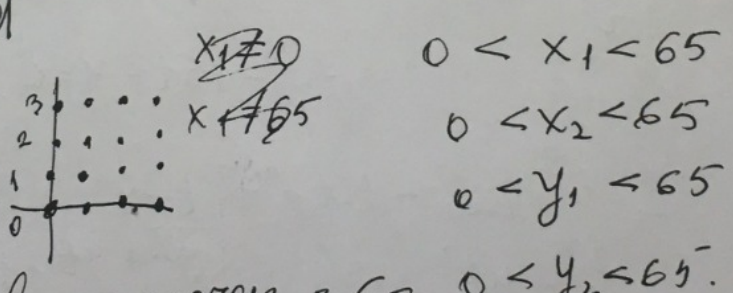 0 < x₁ < 65
3
2
1
0
0 < x₂ < 65
0 < y₁ < 65
0 < y₂ < 65.